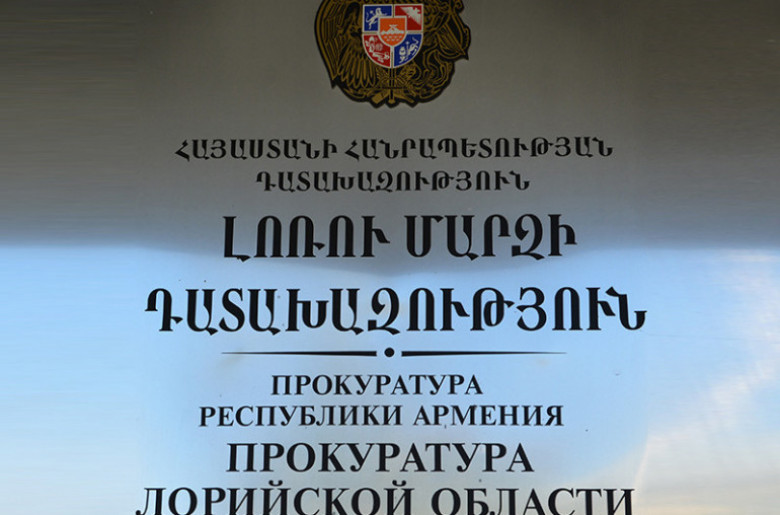 ՀԱՅԱՍՏԱՆԻ ՀԱՆՐԱՊԵՏՈՒԹՅԱՆ
ԴԱՏԱԽԱԶՈՒԹՅՈՒՆ
ԼՈՌՈՒ ՄԱՐԶԻ
ԴԱՏԱԽԱԶՈՒԹՅՈՒՆ
ПРОКУРАТУРА
РЕСПУБЛИКИ АРМЕНИЯ
ПРОКУРАТУРА
ЛОРИЙСКОЙ ОБЛАСТИ